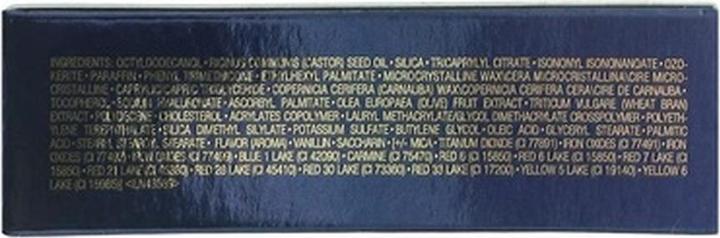 INGREDIENTS: OCTYLDODECANOL • RICINUS COMMUNIS (CASTOR) SEED OIL • SILICA • TRICAPRYLYL CITRATE • ISONONYL ISONONANOATE • OZO-
KERITE • PARAFFIN • PHENYL TRIMETHICONE • ETHYLHEXYL PALMITATE • MICROCRYSTALLINE WAX\CERA MICROCRISTALLINA\CIRE MICRO-
CRISTALLINE • CAPRYLIC/CAPRIC TRIGLYCERIDE • COPERNICIA CERIFERA (CARNAUBA) WAX\COPERNICIA CERIFERA CERA\CIRE DE CARNAUBA •
TOCOPHEROL • SODIUM HYALURONATE • ASCORBYL PALMITATE • OLEA EUROPAEA (OLIVE) FRUIT EXTRACT • TRITICUM VULGARE (WHEAT BRAN)
EXTRACT • CHOLESTEROL • ACRYLATES COPOLYMER • LAURYL METHACRYLATE/GLYCOL DIMETHACRYLATE CROSSPOLYMER • POLYETH-
YLENE TEREPHTHALATE • SILICA DIMETHYL SILYLATE • POTASSIUM SULFATE • BUTYLENE GLYCOL • OLEIC ACID • GLYCERYL STEARATE • PALMITIC
ACID • STEARYL STEARATE • FLAVOR (AROMA) • VANILLIN • SACCHARIN • [+/- MICA • TITANIUM DIOXIDE (CI 77891) • IRON OXIDES (CI 77491) • IRON
OXIDES (CI 77492) • IRON OXIDES (CI 77499) • BLUE 1 LAKE (CI 42090) • CARMINE (CI 75470) • RED 6 (CI 15850) • RED 6 LAKE (CI 15850) • RED 7 LAKE (CI
15850) • RED 21 LAKE (CI 45380) • RED 28 LAKE (CI 45410) • RED 30 LAKE (CI 73360) • RED 33 LAKE (CI 17200) • YELLOW 5 LAKE (CI 19140) • YELLOW 6
LAKE (CI 15985)]